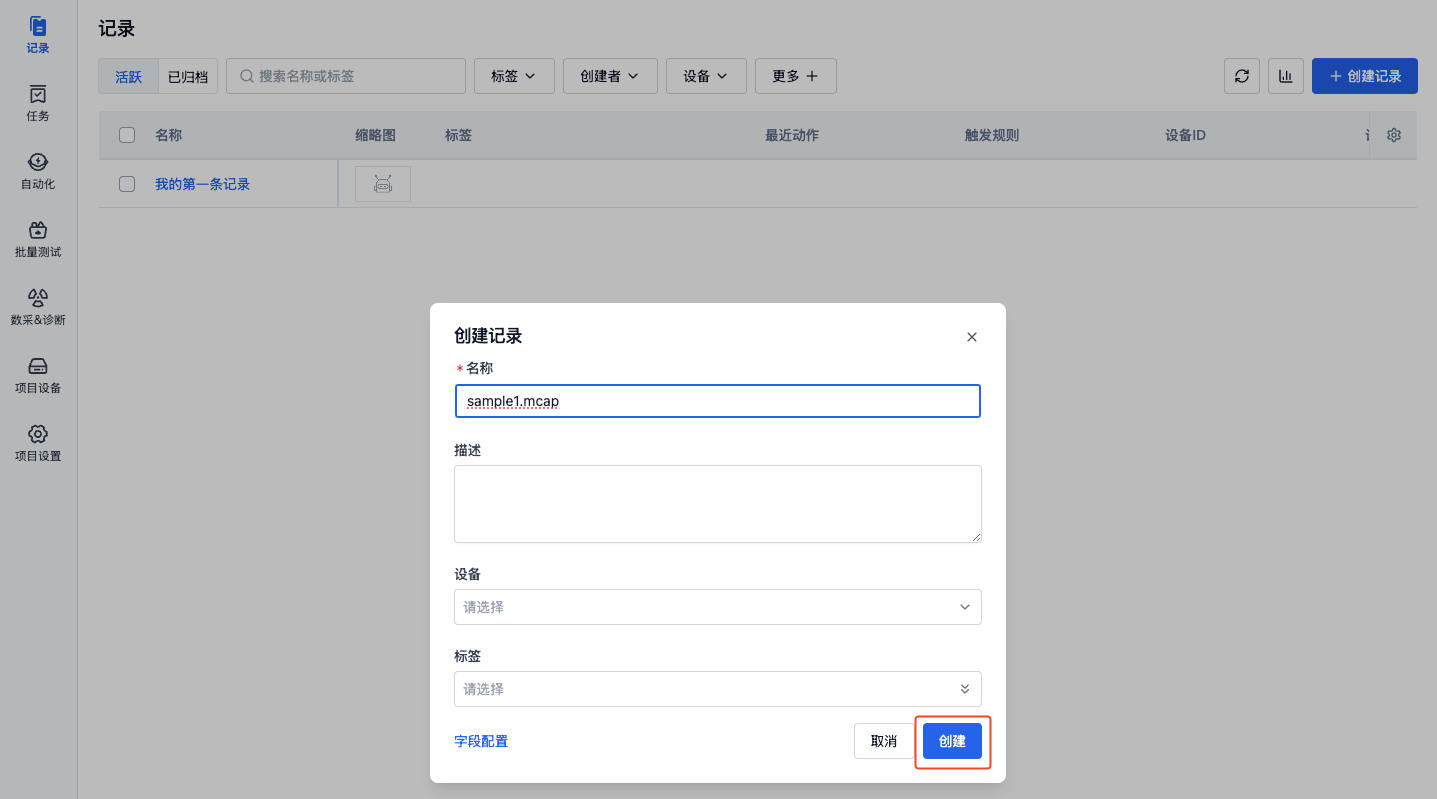 记录
任务
自动化
批量测试
数采&诊断
项目设备
项目设置
记录
活跃 已归档 搜索名称或标签 标签 创建者 设备 更多 创建记录
名称 缩略图 标签 最近动作 触发规则 设备ID
我的第一条记录
创建记录
* 名称
sample1.mcap
描述
设备
请选择
标签
请选择
字段配置 取消 创建